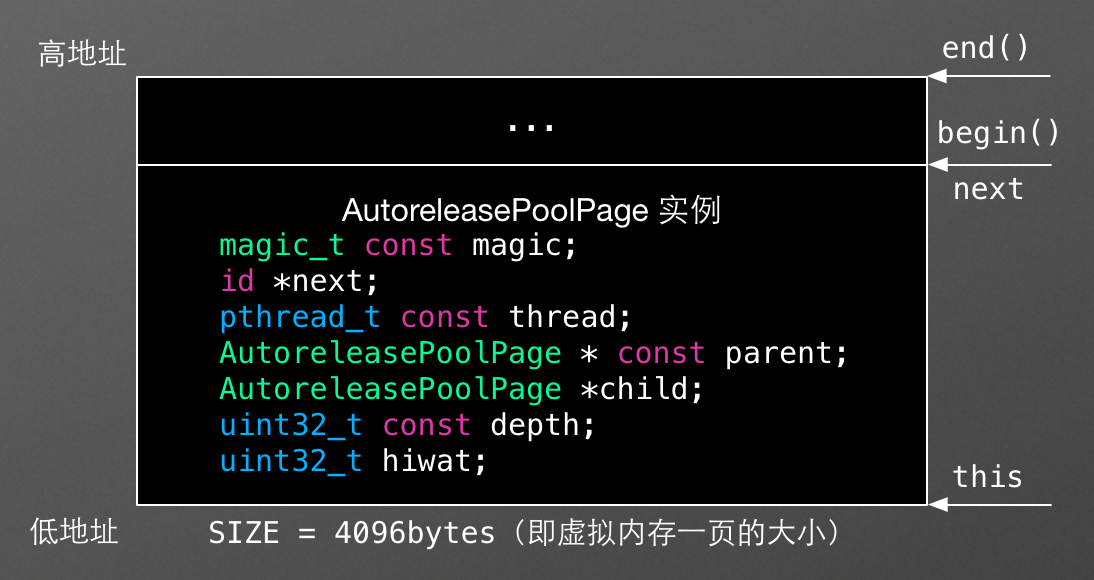 高地址
end()
...
begin()
next
AutoreleasePoolPage 实例
magic_t const magic;
id *next;
pthread_t const thread;
AutoreleasePoolPage * const parent;
AutoreleasePoolPage *child;
uint32_t const depth;
uint32_t hiwat;
this
低地址
SIZE = 4096bytes（即虚拟内存一页的大小）